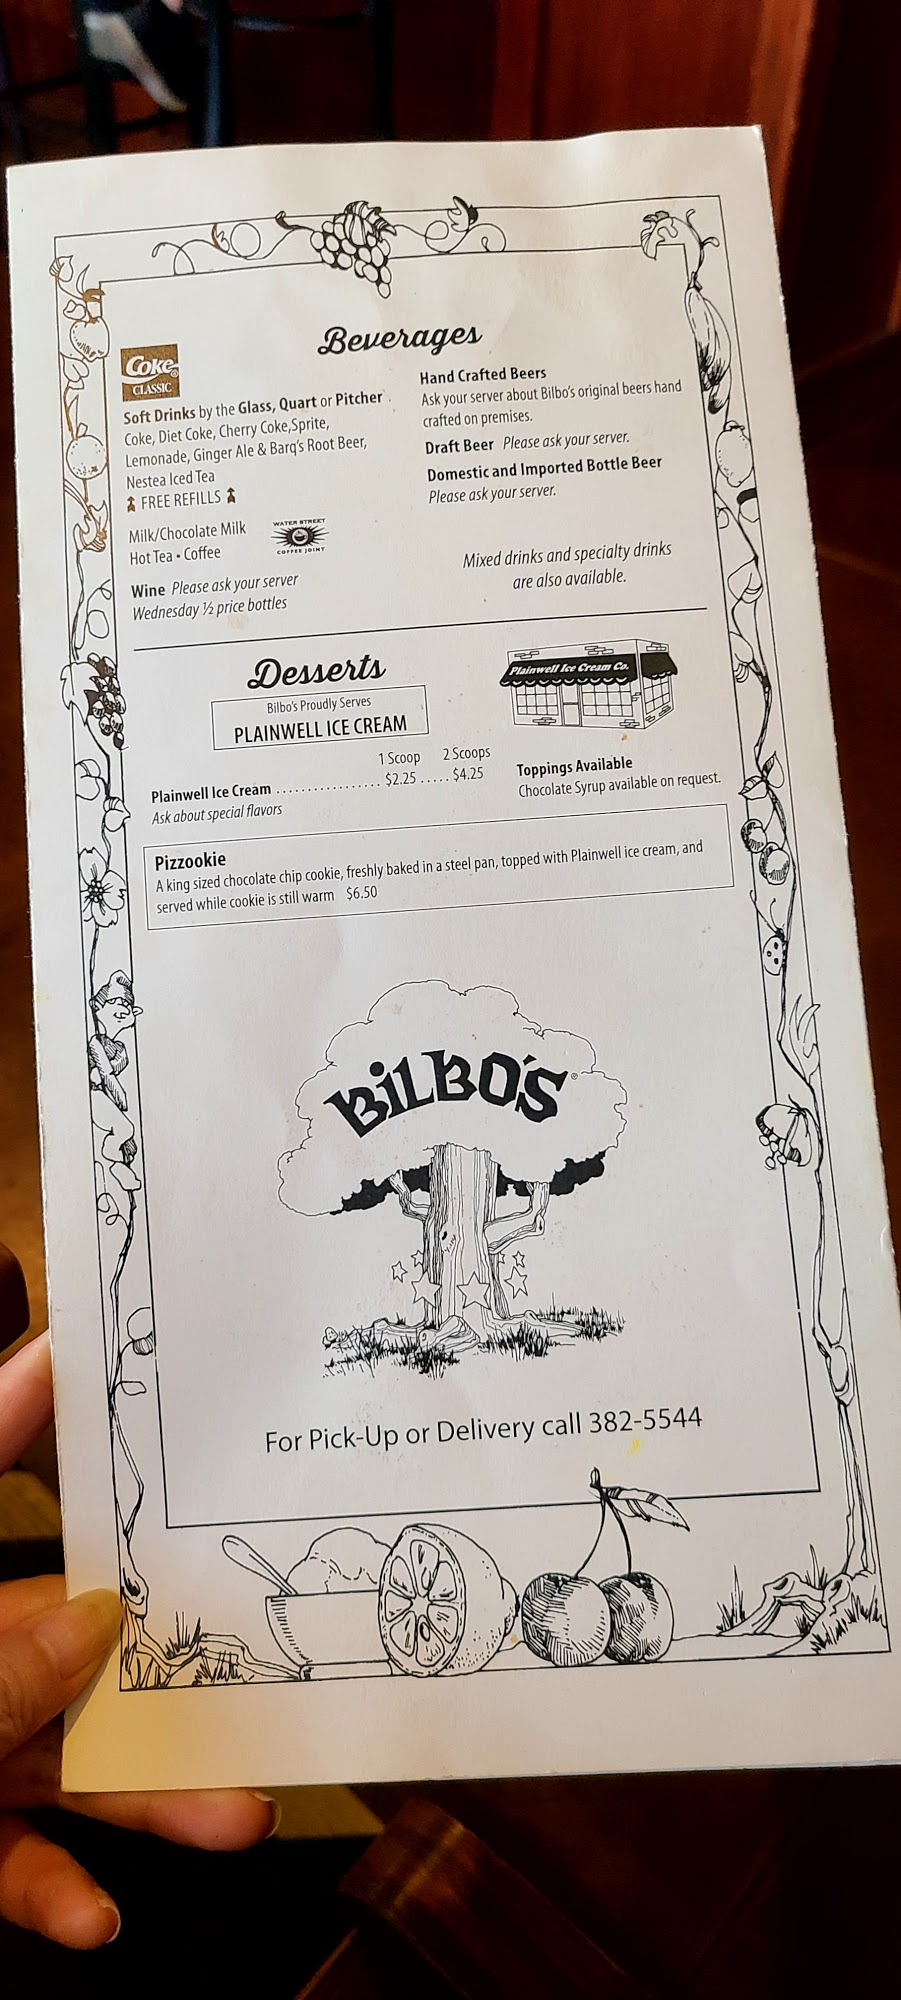 Beverages
Coke®
CLASSIC
Soft Drinks by the Glass, Quart or Pitcher.
Coke, Diet Coke, Cherry Coke,Sprite,
Lemonade, Ginger Ale & Barq's Root Beer,
Nestea Iced Tea
FREE REFILLS
Milk/Chocolate Milk
Hot Tea • Coffee
WATER STREET
COFFEE JOINT
Wine Please ask your server
Wednesday ½ price bottles
Hand Crafted Beers
Ask your server about Bilbo's original beers hand
crafted on premises.
Draft Beer Please ask your server.
Domestic and Imported Bottle Beer
Please ask your server.
Mixed drinks and specialty drinks
are also available.
Desserts
Bilbo's Proudly Serves
PLAINWELL ICE CREAM
Plainwell Ice Cream Co.
1 Scoop 2 Scoops
Plainwell Ice Cream ................. $2.25 ..... $4.25
Ask about special flavors
Toppings Available
Chocolate Syrup available on request.
Pizzookie
A king sized chocolate chip cookie, freshly baked in a steel pan, topped with Plainwell ice cream, and
served while cookie is still warm $6.50
BiLBO'S®
For Pick-Up or Delivery call 382-5544